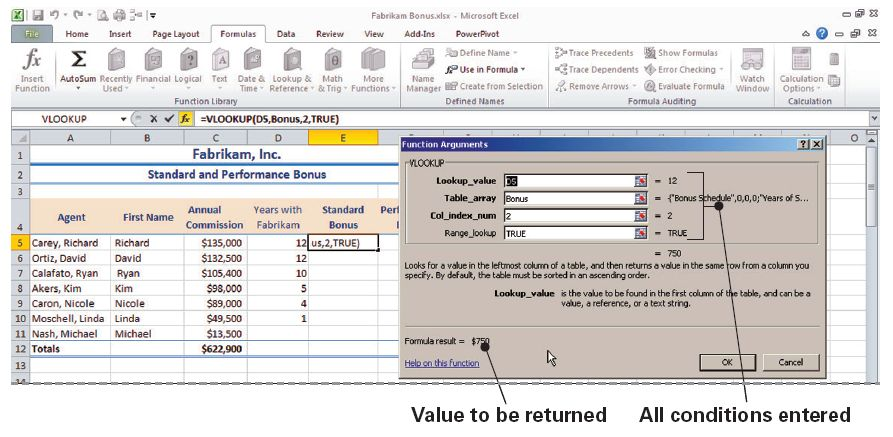 Fabrikam Bonus.xlsx - Microsoft Excel
File Home Insert Page Layout Formulas Data Review View Add-Ins PowerPivot
Insert Function
AutoSum
Recently Used
Financial
Logical
Text
Date & Time
Lookup & Reference
Math & Trig
More Functions
Function Library
Name Manager
Define Name
Use in Formula
Create from Selection
Defined Names
Trace Precedents
Trace Dependents
Remove Arrows
Show Formulas
Error Checking
Evaluate Formula
Formula Auditing
Watch Window
Calculation Options
Calculation
VLOOKUP fx =VLOOKUP(D5,Bonus,2,TRUE)
A B C D E O
1 Fabrikam, Inc.
2 Standard and Performance Bonus
3
4 Agent First Name Annual Commission Years with Fabrikam Standard Bonus
5 Carey, Richard Richard $135,000 12 us,2,TRUE)
6 Ortiz, David David $132,500 12
7 Calafato, Ryan Ryan $105,400 10
8 Akers, Kim Kim $98,000 5
9 Caron, Nicole Nicole $89,000 4
10 Moschell, Linda Linda $49,500 1
11 Nash, Michael Michael $13,500
12 Totals $622,900
13
14
Function Arguments
VLOOKUP
Lookup_value D5 = 12
Table_array Bonus = {"Bonus Schedule",0,0,0;"Years of S...
Col_index_num 2 = 2
Range_lookup TRUE = TRUE
= 750
Looks for a value in the leftmost column of a table, and then returns a value in the same row from a column you
specify. By default, the table must be sorted in an ascending order.
Lookup_value is the value to be found in the first column of the table, and can be a
value, a reference, or a text string.
Formula result = $750
Help on this function
OK Cancel
Value to be returned All conditions entered